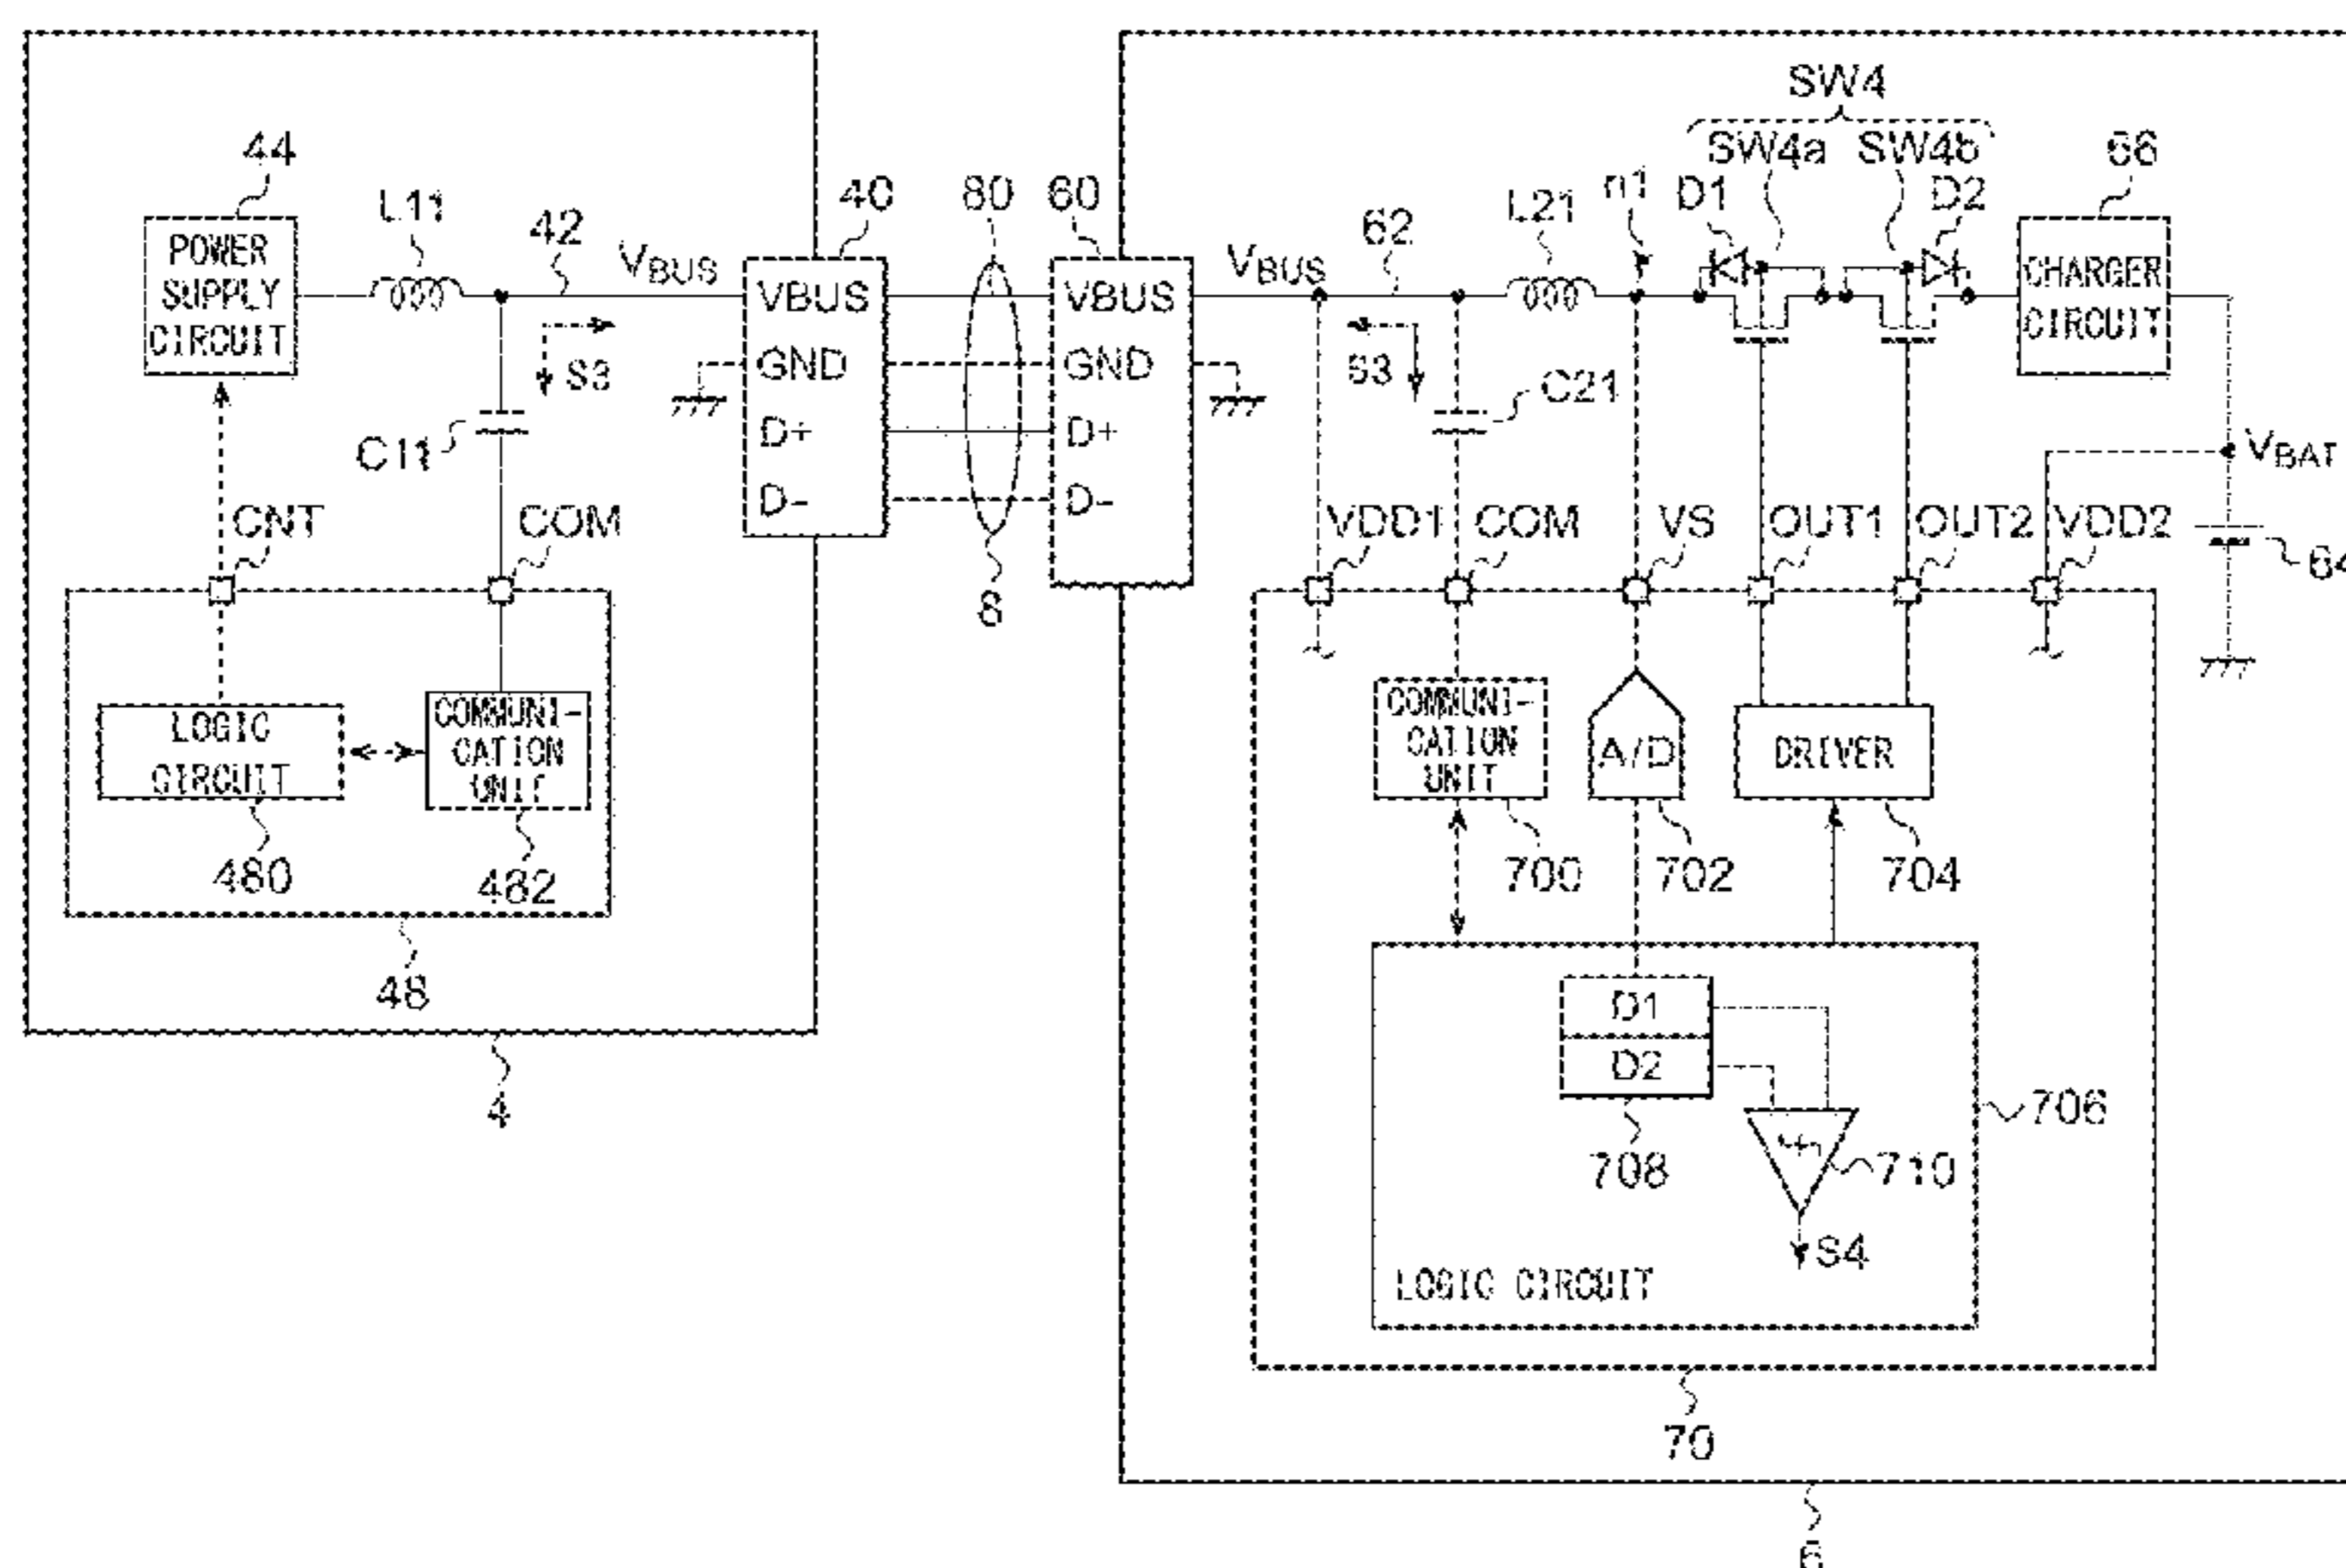 SW4
SW4a
SW4b
44
L11
42
VBUS
40
80
60
VBUS
62
L21
n1
D1
D2
66
POWER
SUPPLY
CIRCUIT
VBUS
GND
D+
D-
VBUS
GND
D+
D-
CHARGER
CIRCUIT
S3
S3
C11
C21
VBAT
CNT
COM
8
VDD1
COM
VS
OUT1
OUT2
VDD2
64
LOGIC
CIRCUIT
COMMUNI-
CATION
UNIT
COMMUNI-
CATION
UNIT
A/D
DRIVER
480
482
700
702
704
48
D1
D2
4
708
706
710
S4
LOGIC CIRCUIT
70
6